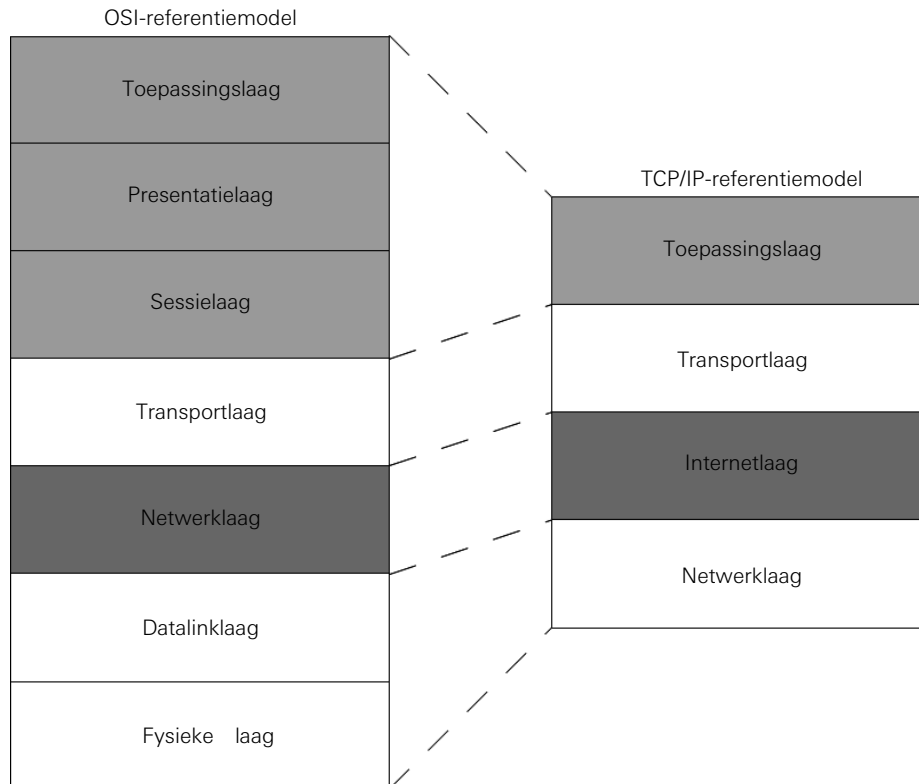 OSI-referentiemodel
Toepassingslaag
Presentatielaag
Sessielaag
Transportlaag
Netwerklaag
Datalinklaag
Fysieke laag
TCP/IP-referentiemodel
Toepassingslaag
Transportlaag
Internetlaag
Netwerklaag